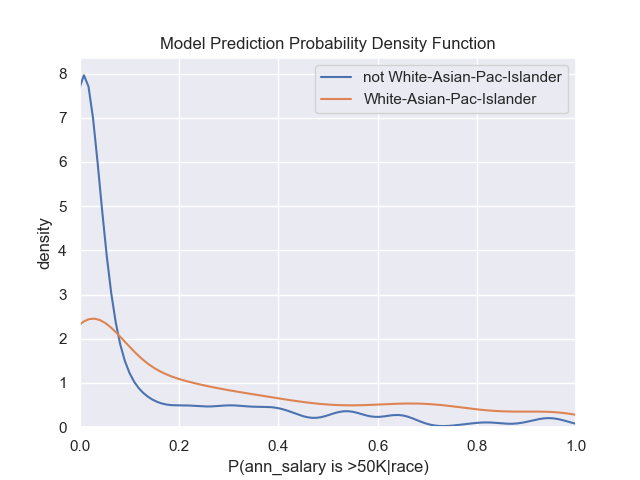 Model Prediction Probability Density Function
not White-Asian-Pac-Islander
White-Asian-Pac-Islander
density
8
7
6
5
4
3
2
1
0
0.0 0.2 0.4 0.6 0.8 1.0
P(ann_salary is >50K|race)